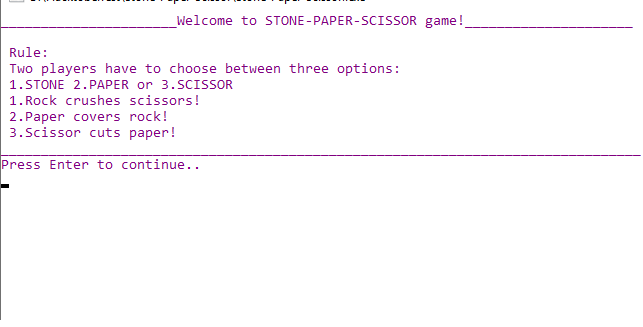 ______________________Welcome to STONE-PAPER-SCISSOR game!_____________________
Rule:
Two players have to choose between three options:
1.STONE 2.PAPER or 3.SCISSOR
1.Rock crushes scissors!
2.Paper covers rock!
3.Scissor cuts paper!
________________________________________________________________________________
Press Enter to continue..